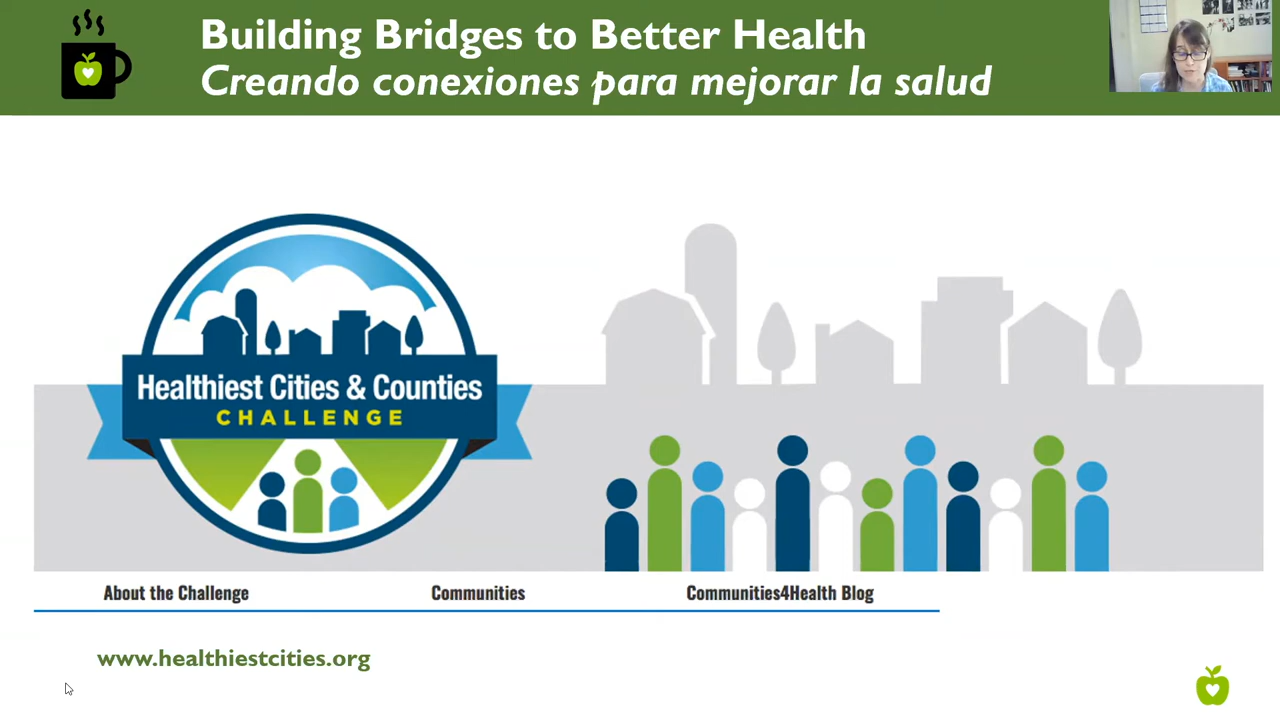 Building Bridges to Better Health
Creando conexiones para mejorar la salud
Healthiest Cities & Counties
CHALLENGE
About the Challenge Communities Communities4Health Blog
www.healthiestcities.org